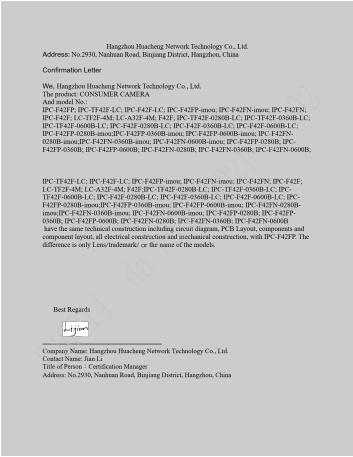 Hangzhou Huacheng Network Technology Co., Ltd.
Address: No.2930, Nanhuan Road, Binjiang District, Hangzhou, China
Confirmation Letter
We, Hangzhou Huacheng Network Technology Co., Ltd.
The product: CONSUMER CAMERA
And model No.:
IPC-F42FP; IPC-TF42F-LC; IPC-F42F-LC; IPC-F42FP-imou; IPC-F42FN-imou; IPC-F42FN;
IPC-F42F; LC-TF2F-4M; LC-A32F-4M; F42F; IPC-TF42F-0280B-LC; IPC-TF42F-0360B-LC;
IPC-TF42F-0600B-LC; IPC-F42F-0280B-LC; IPC-F42F-0360B-LC; IPC-F42F-0600B-LC;
IPC-F42FP-0280B-imou;IPC-F42FP-0360B-imou; IPC-F42FP-0600B-imou; IPC-F42FN-
0280B-imou;IPC-F42FN-0360B-imou; IPC-F42FN-0600B-imou; IPC-F42FP-0280B; IPC-
F42FP-0360B; IPC-F42FP-0600B; IPC-F42FN-0280B; IPC-F42FN-0360B; IPC-F42FN-0600B;
IPC-TF42F-LC; IPC-F42F-LC; IPC-F42FP-imou; IPC-F42FN-imou; IPC-F42FN; IPC-F42F;
LC-TF2F-4M; LC-A32F-4M; F42F;IPC-TF42F-0280B-LC; IPC-TF42F-0360B-LC; IPC-
TF42F-0600B-LC; IPC-F42F-0280B-LC; IPC-F42F-0360B-LC; IPC-F42F-0600B-LC; IPC-
F42FP-0280B-imou;IPC-F42FP-0360B-imou; IPC-F42FP-0600B-imou; IPC-F42FN-0280B-
imou;IPC-F42FN-0360B-imou; IPC-F42FN-0600B-imou; IPC-F42FP-0280B; IPC-F42FP-
0360B; IPC-F42FP-0600B; IPC-F42FN-0280B; IPC-F42FN-0360B; IPC-F42FN-0600B
have the same technical construction including circuit diagram, PCB Layout, components and
component layout, all electrical construction and mechanical construction, with IPC-F42FP. The
difference is only Lens/trademark/ or the name of the models.
Best Regards
Lijian
Company Name: Hangzhou Huacheng Network Technology Co., Ltd.
Contact Name: Jian Li
Title of Person：Certification Manager
Address: No.2930, Nanhuan Road, Binjiang District, Hangzhou, China